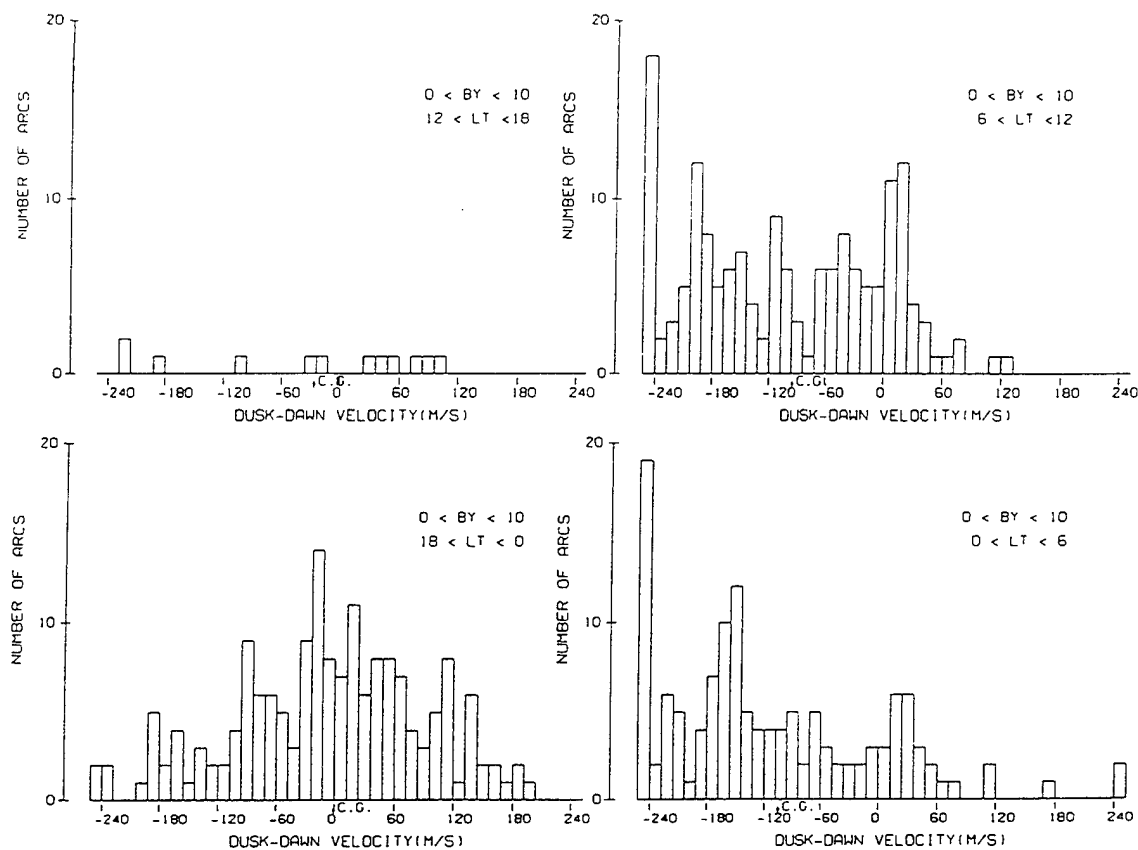 20
10
0
NUMBER OF ARCS
0 < BY < 10
12 < LT <18
-240 -180 -120 -60 0 60 120 180 240
C.G.
DUSK-DAWN VELOCITY(M/S)
20
10
0
NUMBER OF ARCS
0 < BY < 10
6 < LT <12
-240 -180 -120 -60 0 60 120 180 240
C.G.
DUSK-DAWN VELOCITY(M/S)
20
10
0
NUMBER OF ARCS
0 < BY < 10
18 < LT < 0
-240 -180 -120 -60 0 60 120 180 240
C.G.
DUSK-DAWN VELOCITY(M/S)
20
10
0
NUMBER OF ARCS
0 < BY < 10
0 < LT < 6
-240 -180 -120 -60 0 60 120 180 240
C.G.
DUSK-DAWN VELOCITY(M/S)